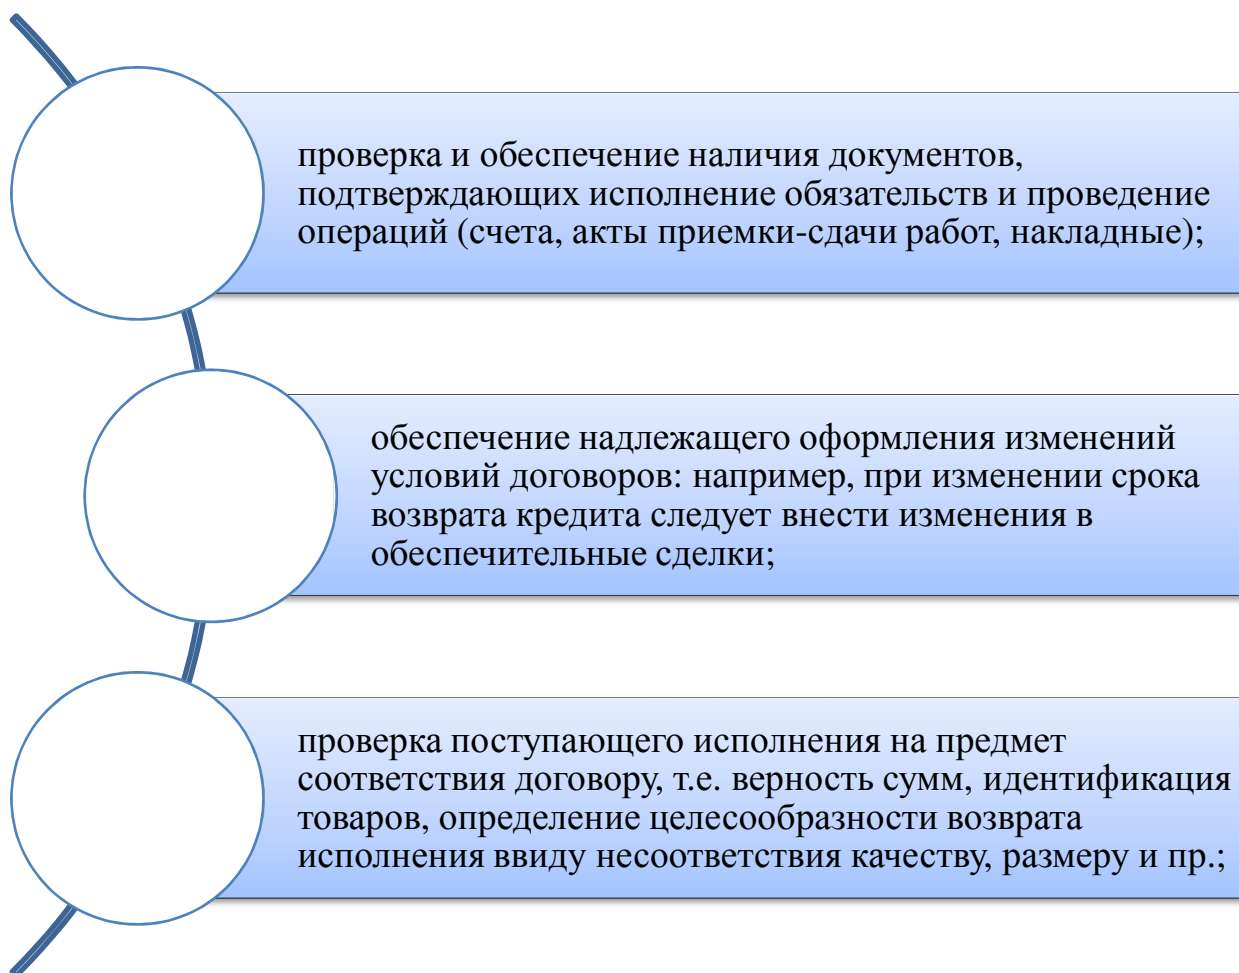 проверка и обеспечение наличия документов,
подтверждающих исполнение обязательств и проведение
операций (счета, акты приемки-сдачи работ, накладные);
обеспечение надлежащего оформления изменений
условий договоров: например, при изменении срока
возврата кредита следует внести изменения в
обеспечительные сделки;
проверка поступающего исполнения на предмет
соответствия договору, т.е. верность сумм, идентификация
товаров, определение целесообразности возврата
исполнения ввиду несоответствия качеству, размеру и пр.;